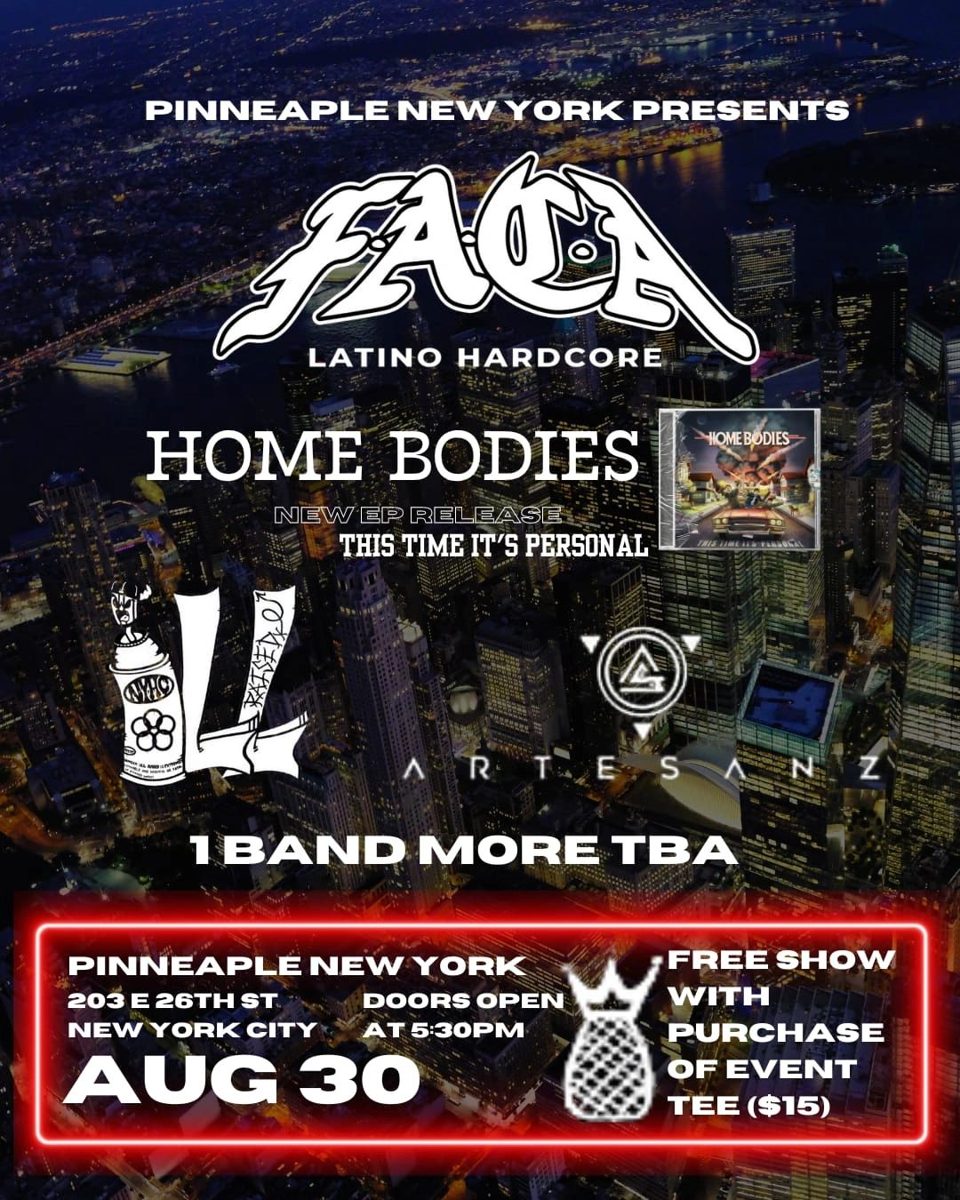 PINNEAPLE NEW YORK PRESENTS
F.A.C.A
LATINO HARDCORE
HOME BODIES
HOME BODIES
NEW EP RELEASE
THIS TIME IT'S PERSONAL
THIS TIME IT'S PERSONAL
NYHC
ARTESANZ
1 BAND MORE TBA
PINNEAPLE NEW YORK
203 E 26TH ST
NEW YORK CITY
DOORS OPEN
AT 5:30PM
AUG 30
FREE SHOW
WITH
PURCHASE
OF EVENT
TEE ($15)